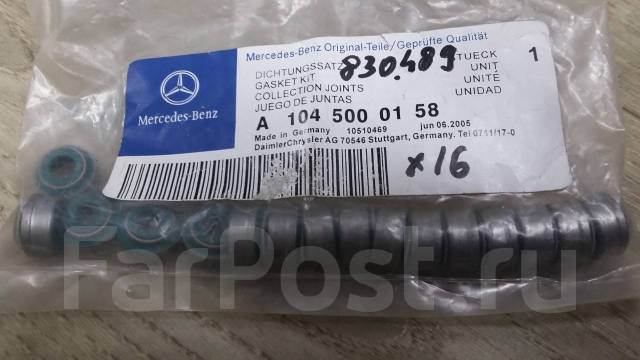 Mercedes-Benz Original-Teile/Geprüfte Qualität
DICHTUNGSSATZ STUECK 1
830.489
GASKET KIT UNIT
COLLECTION JOINTS UNITÉ
JUEGO DE JUNTAS UNIDAD
Mercedes-Benz
A 104 500 01 58
Made in Germany 10510469 jun 06.2005
DaimlerChrysler AG 70546 Stuttgart, Germany. Tel 0711/17-0
x16
FarPost.ru